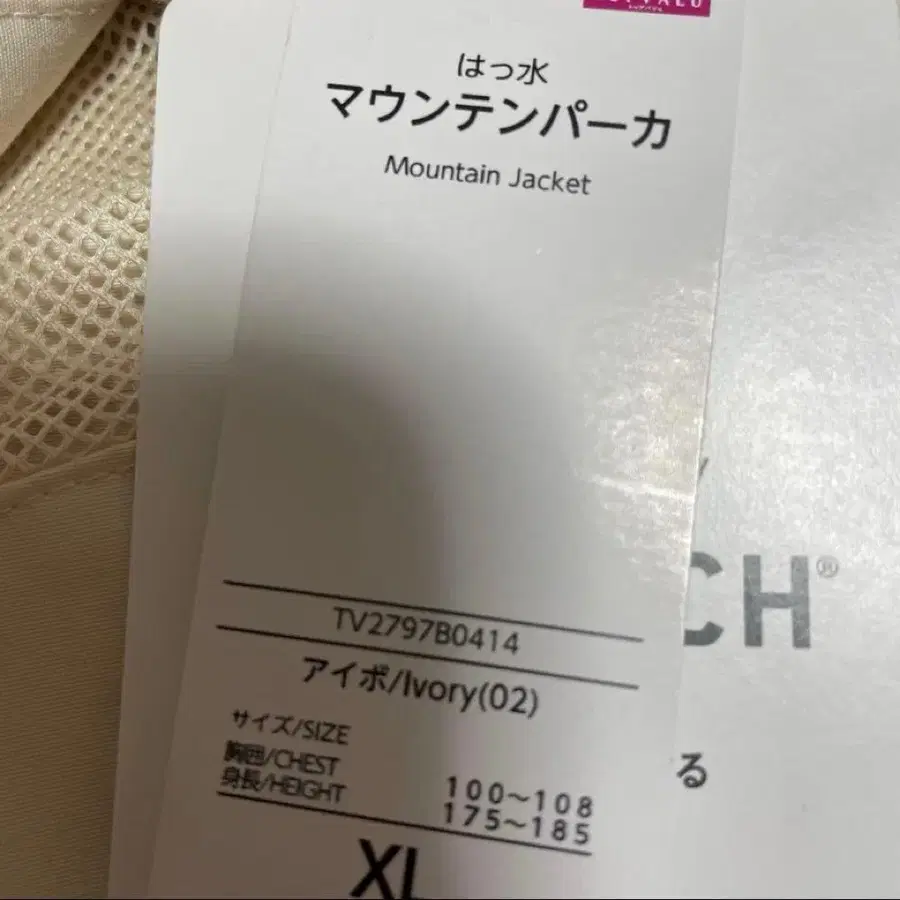 はっ水
マウンテンパーカ
Mountain Jacket
CH®
TV2797B0414
アイボ/Ivory(02)
サイズ/SIZE
胸囲/CHEST 100～108
身長/HEIGHT 175～185
る
XL